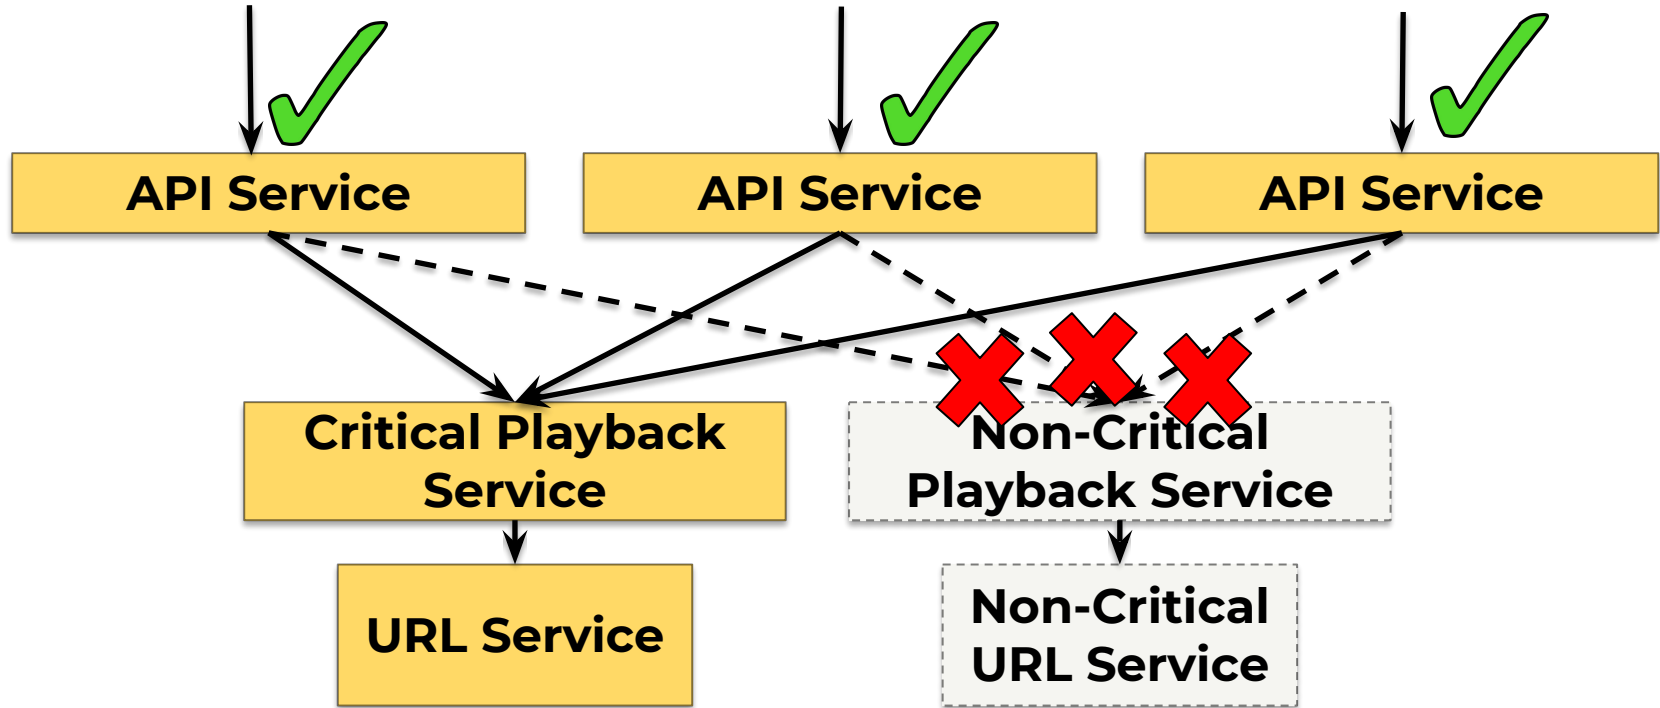 API Service
API Service
API Service
Critical Playback
Service
Non-Critical
Playback Service
URL Service
Non-Critical
URL Service